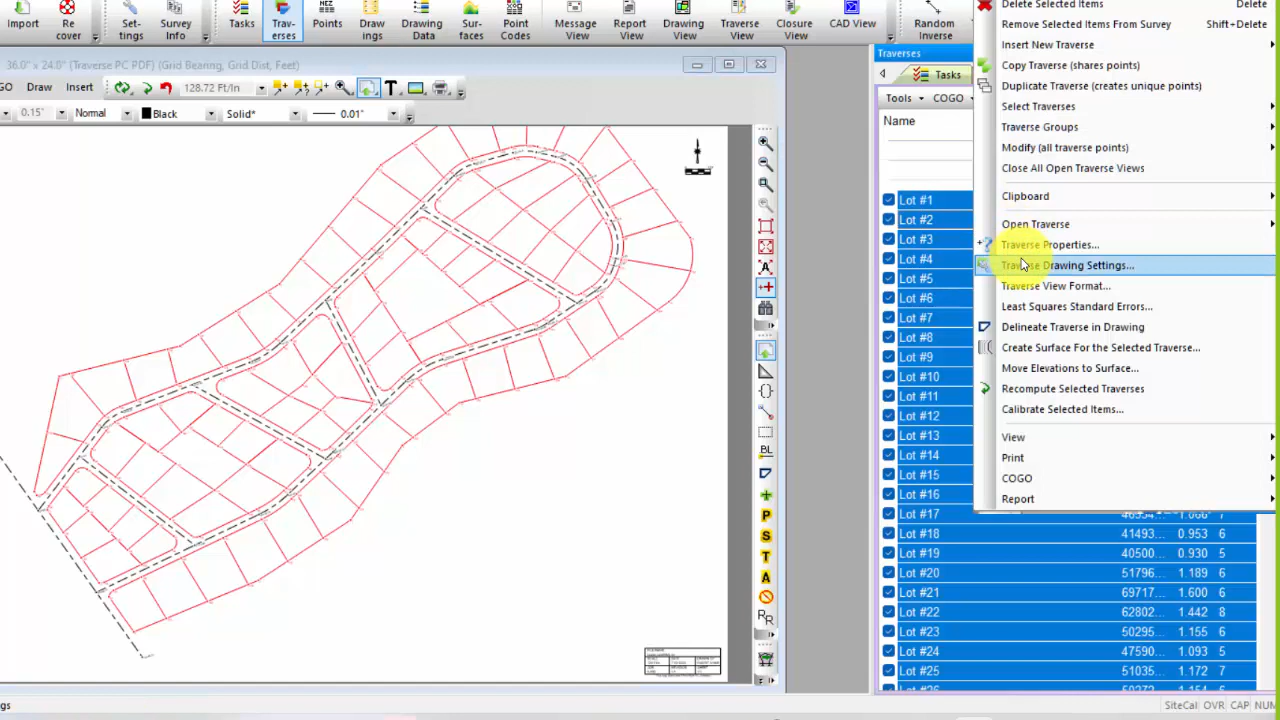 Import
Re
cover
Set-
tings
Survey
Info
Tasks
Trav-
erses
NEZ
Points
Draw
ings
Drawing
Data
Sur-
faces
Point
Codes
Message
View
Report
View
Drawing
View
Traverse
View
Closure
View
CAD View
Random
Inverse
36.0" x 24.0" (Traverse PC PDF) (Grid Bearing, Grid Dist, Feet)
GO Draw Insert 128.72 Ft/In
0.15" Normal Black Solid* 0.01"
BL
P
S
T
A
RR
Traverses
Tasks
Tools COGO
Name
Lot #1
Lot #2
Lot #3
Lot #4
Lot #5
Lot #6
Lot #7
Lot #8
Lot #9
Lot #10
Lot #11
Lot #12
Lot #13
Lot #14
Lot #15
Lot #16
Lot #17
Lot #18 41493... 0.953 6
Lot #19 40500... 0.930 5
Lot #20 51796... 1.189 6
Lot #21 69717... 1.600 6
Lot #22 62802... 1.442 8
Lot #23 50295... 1.155 6
Lot #24 47590... 1.093 5
Lot #25 51035... 1.172 7
Delete Selected Items Delete
Remove Selected Items From Survey Shift+Delete
Insert New Traverse
Copy Traverse (shares points)
Duplicate Traverse (creates unique points)
Select Traverses
Traverse Groups
Modify (all traverse points)
Close All Open Traverse Views
Clipboard
Open Traverse
Traverse Properties...
Traverse Drawing Settings...
Traverse View Format...
Least Squares Standard Errors...
Delineate Traverse in Drawing
Create Surface For the Selected Traverse...
Move Elevations to Surface...
Recompute Selected Traverses
Calibrate Selected Items...
View
Print
COGO
Report
gs
SiteCal OVR CAP NUM